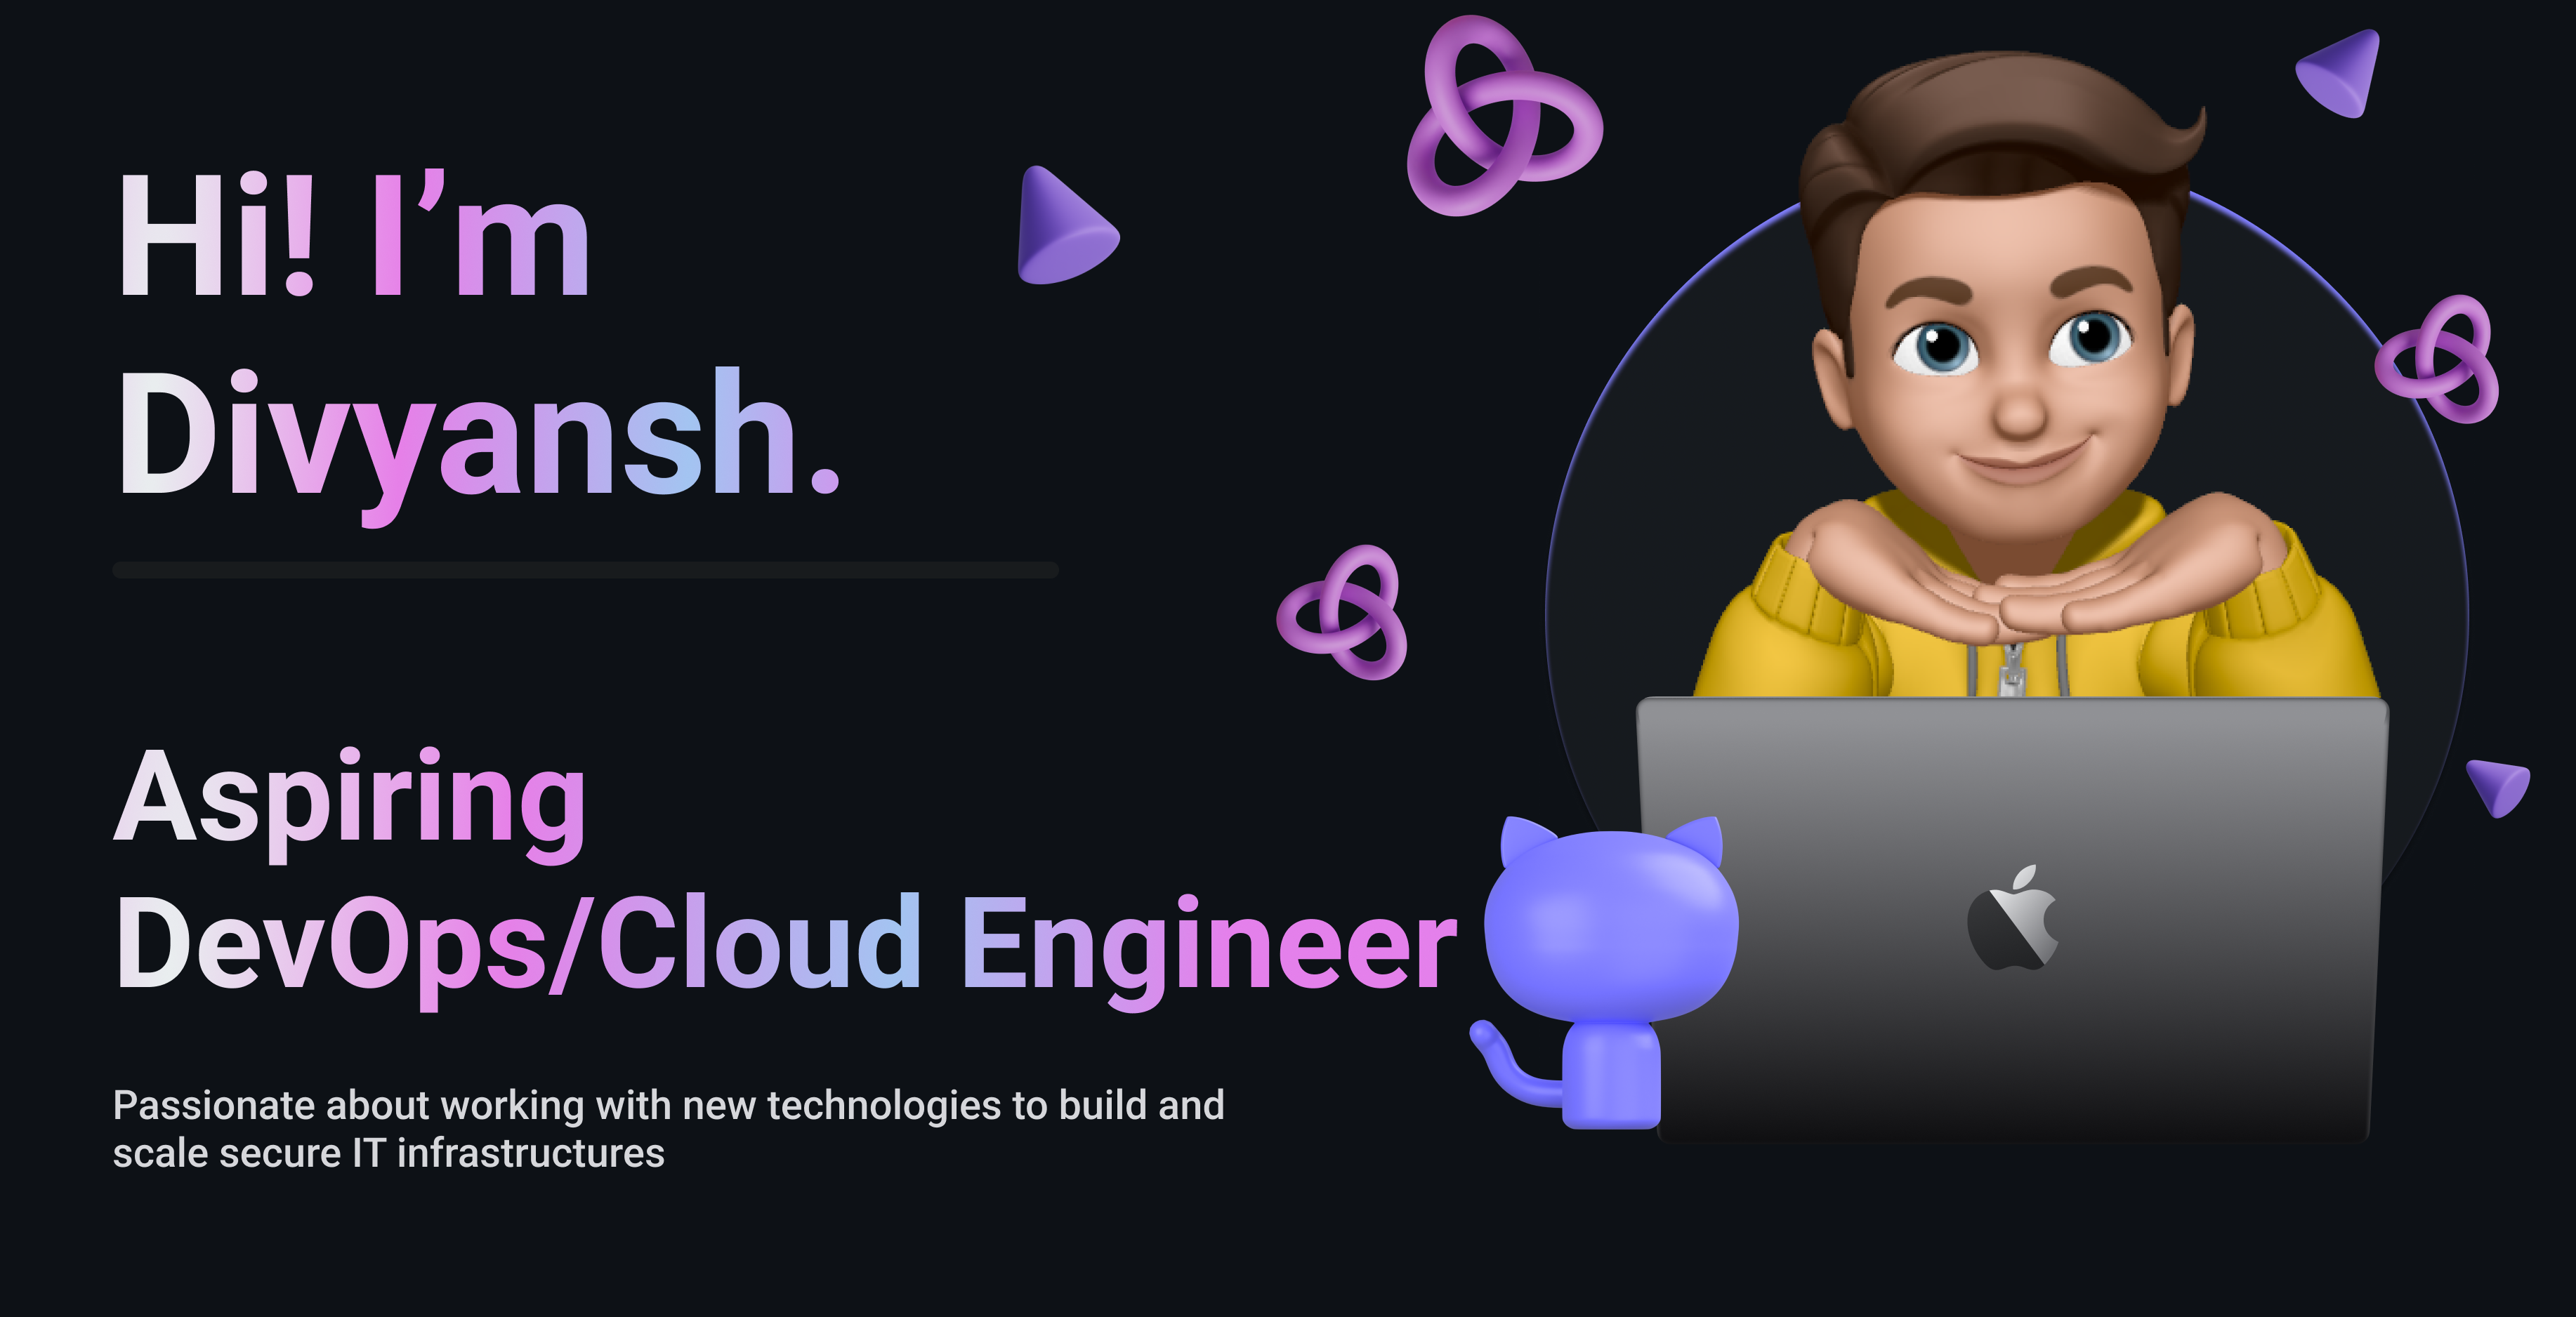 Hi! I’m
Divyansh.
Aspiring
DevOps/Cloud Engineer
Passionate about working with new technologies to build and
scale secure IT infrastructures